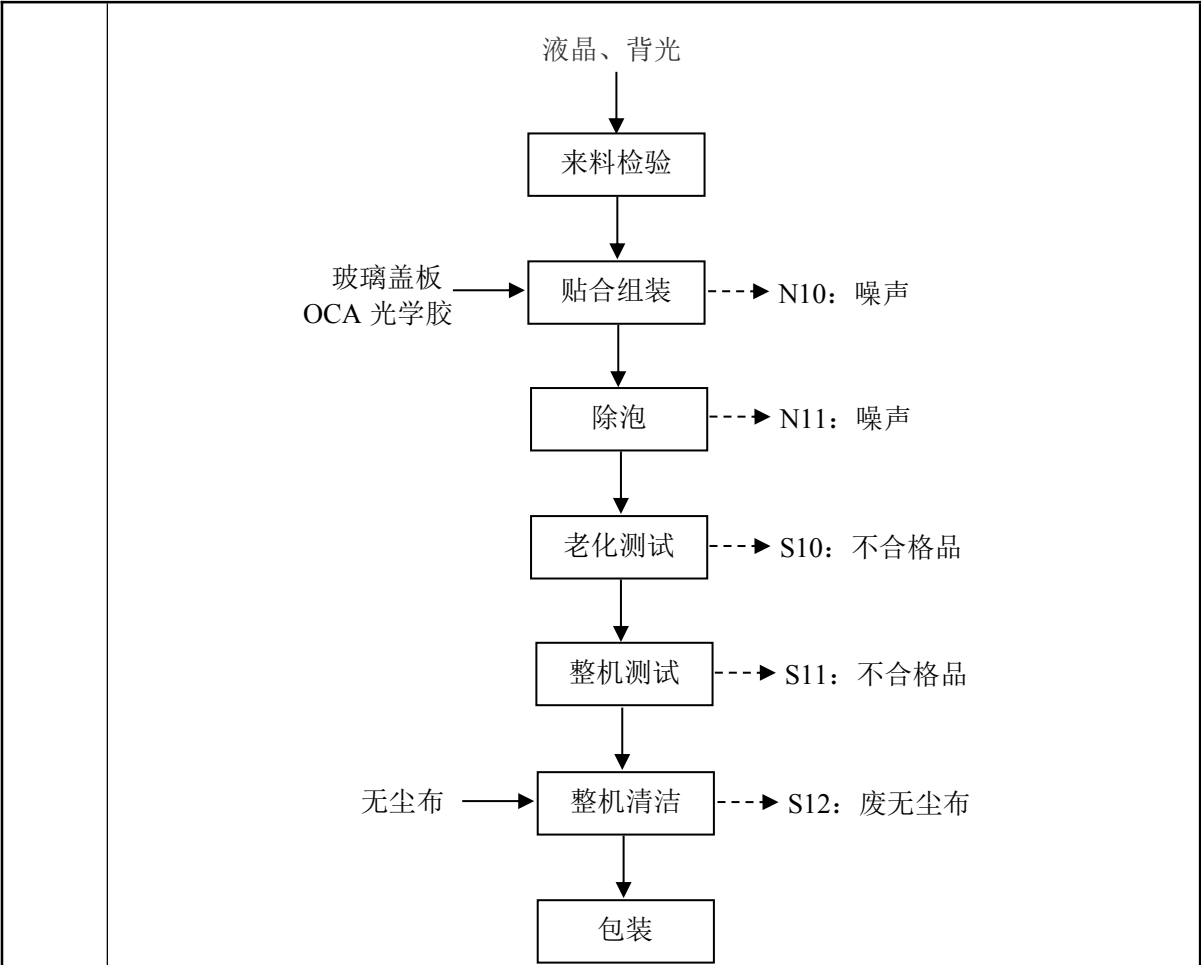 液晶、背光
来料检验
玻璃盖板
OCA 光学胶
贴合组装
N10：噪声
除泡
N11：噪声
老化测试
S10：不合格品
整机测试
S11：不合格品
无尘布
整机清洁
S12：废无尘布
包装